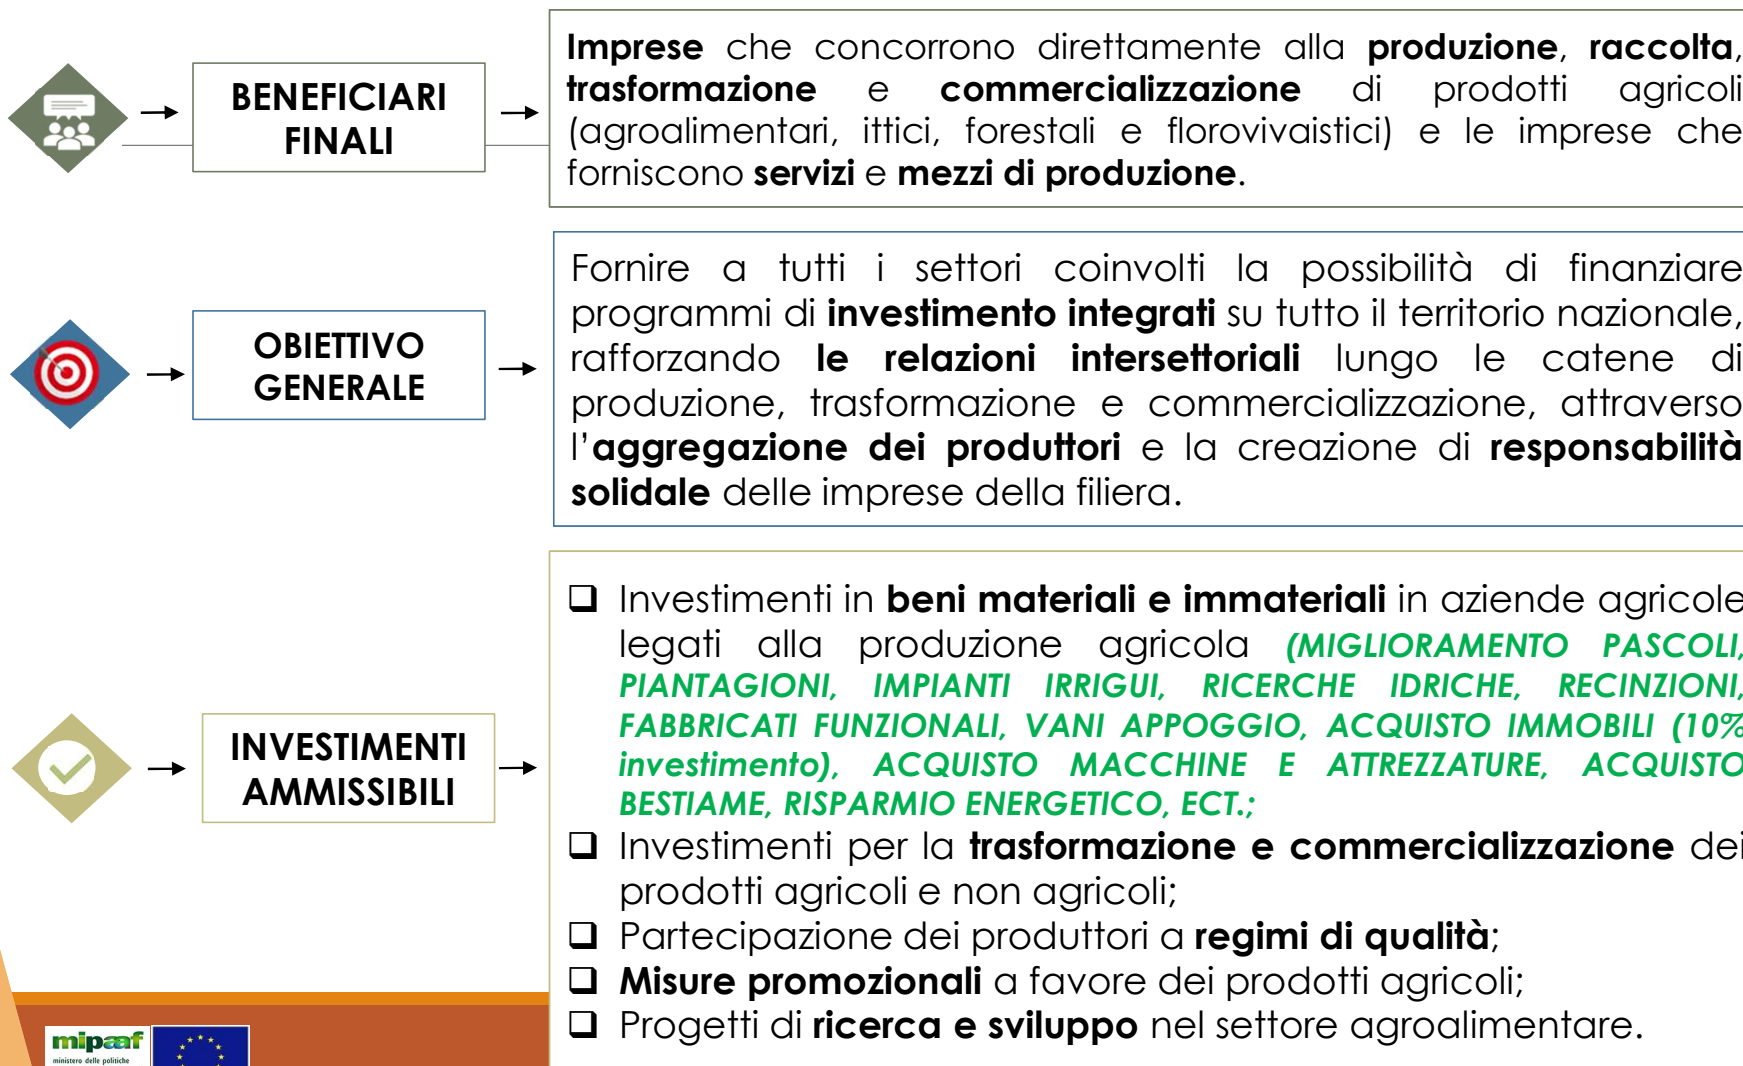 BENEFICIARI
FINALI
Imprese che concorrono direttamente alla produzione, raccolta,
trasformazione e commercializzazione di prodotti agricoli
(agroalimentari, ittici, forestali e florovivaistici) e le imprese che
forniscono servizi e mezzi di produzione.
OBIETTIVO
GENERALE
Fornire a tutti i settori coinvolti la possibilità di finanziare
programmi di investimento integrati su tutto il territorio nazionale,
rafforzando le relazioni intersettoriali lungo le catene di
produzione, trasformazione e commercializzazione, attraverso
l’aggregazione dei produttori e la creazione di responsabilità
solidale delle imprese della filiera.
INVESTIMENTI
AMMISSIBILI
❑ Investimenti in beni materiali e immateriali in aziende agricole
legati alla produzione agricola (MIGLIORAMENTO PASCOLI,
PIANTAGIONI, IMPIANTI IRRIGUI, RICERCHE IDRICHE, RECINZIONI,
FABBRICATI FUNZIONALI, VANI APPOGGIO, ACQUISTO IMMOBILI (10%
investimento), ACQUISTO MACCHINE E ATTREZZATURE, ACQUISTO
BESTIAME, RISPARMIO ENERGETICO, ECT.;
❑ Investimenti per la trasformazione e commercializzazione dei
prodotti agricoli e non agricoli;
❑ Partecipazione dei produttori a regimi di qualità;
❑ Misure promozionali a favore dei prodotti agricoli;
❑ Progetti di ricerca e sviluppo nel settore agroalimentare.
mipaaf
ministero delle politiche